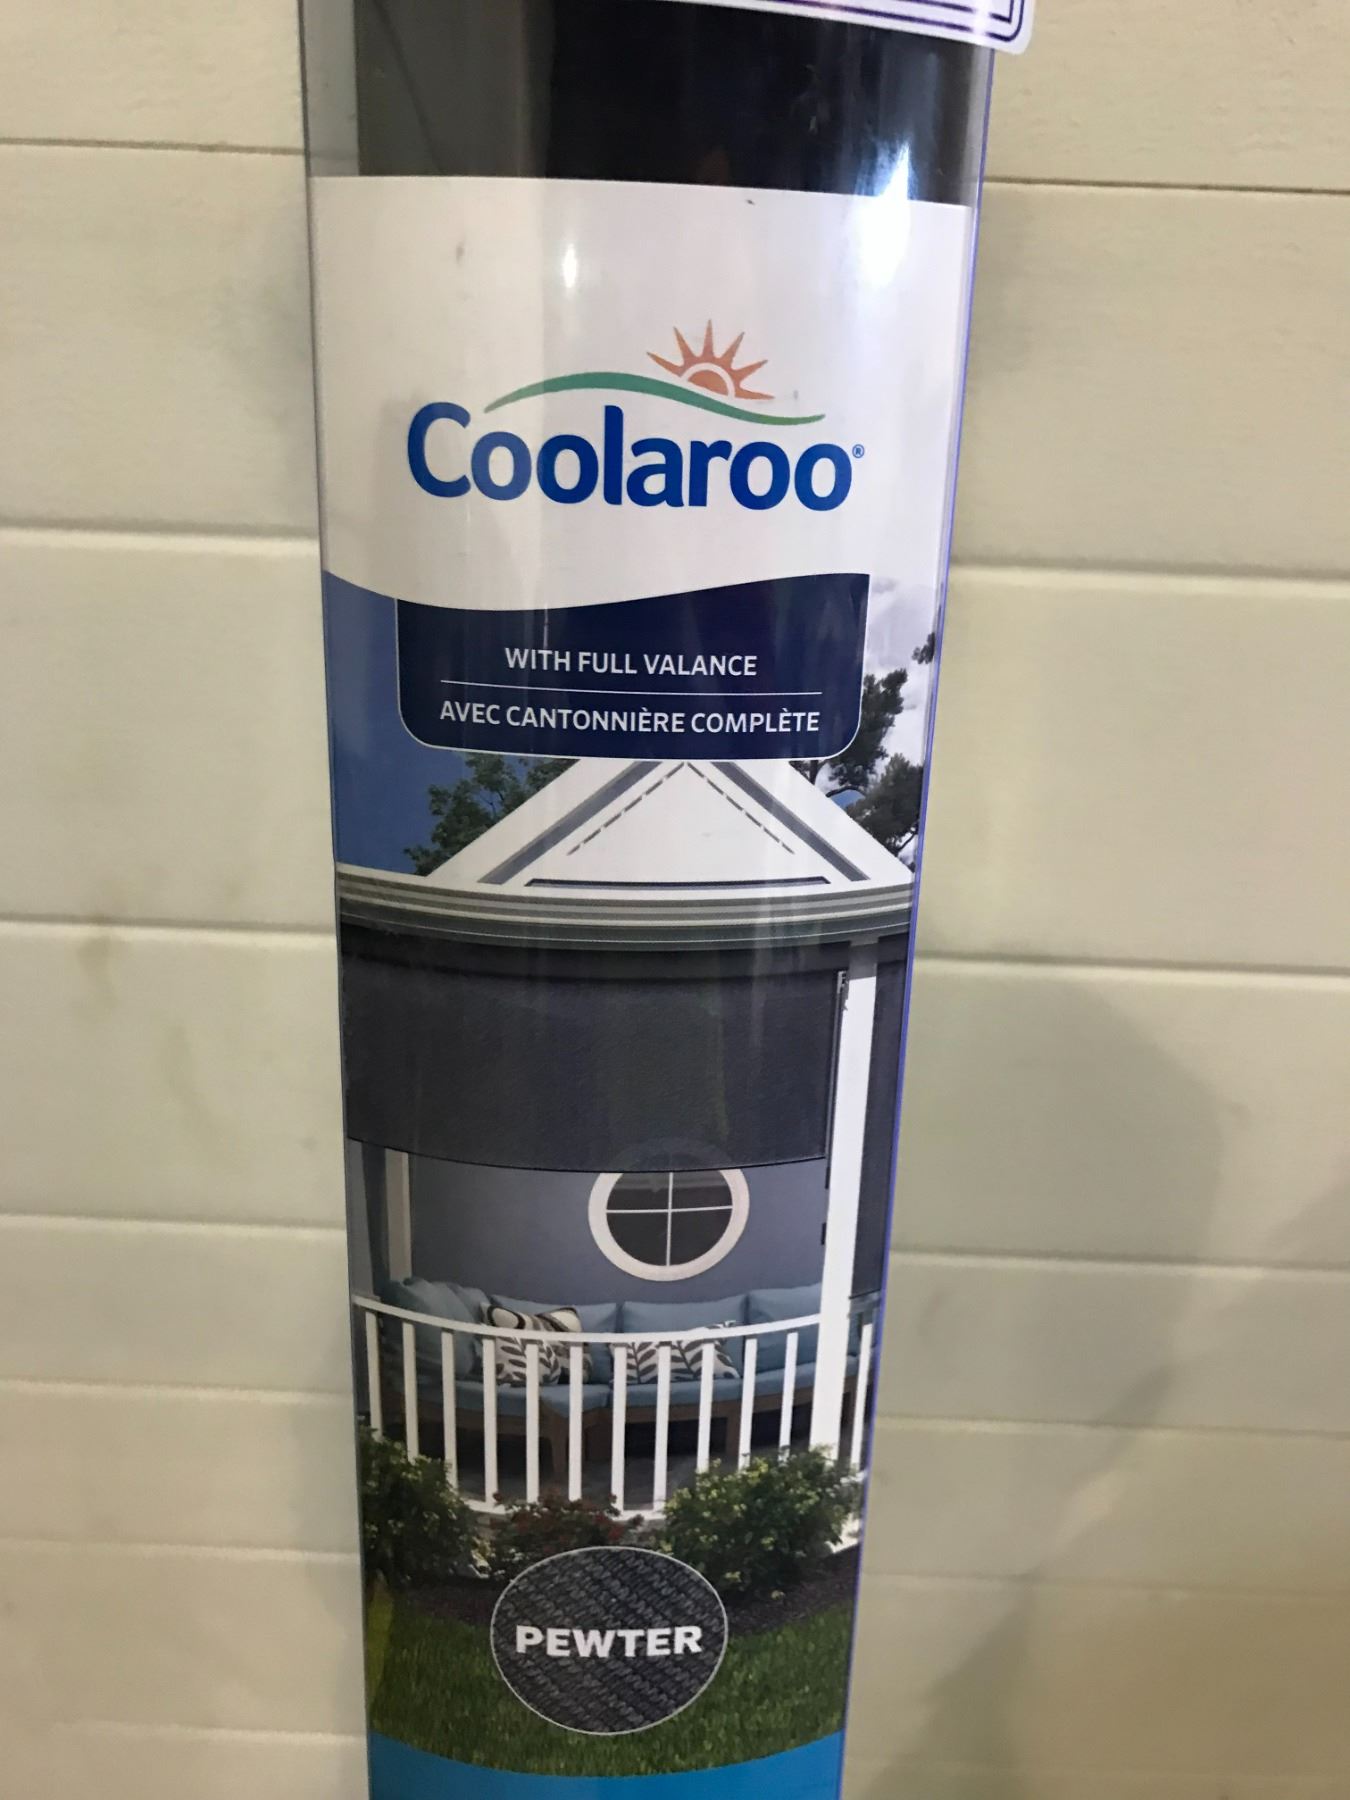 Coolaroo®
WITH FULL VALANCE
AVEC CANTONNIÈRE COMPLÈTE
PEWTER